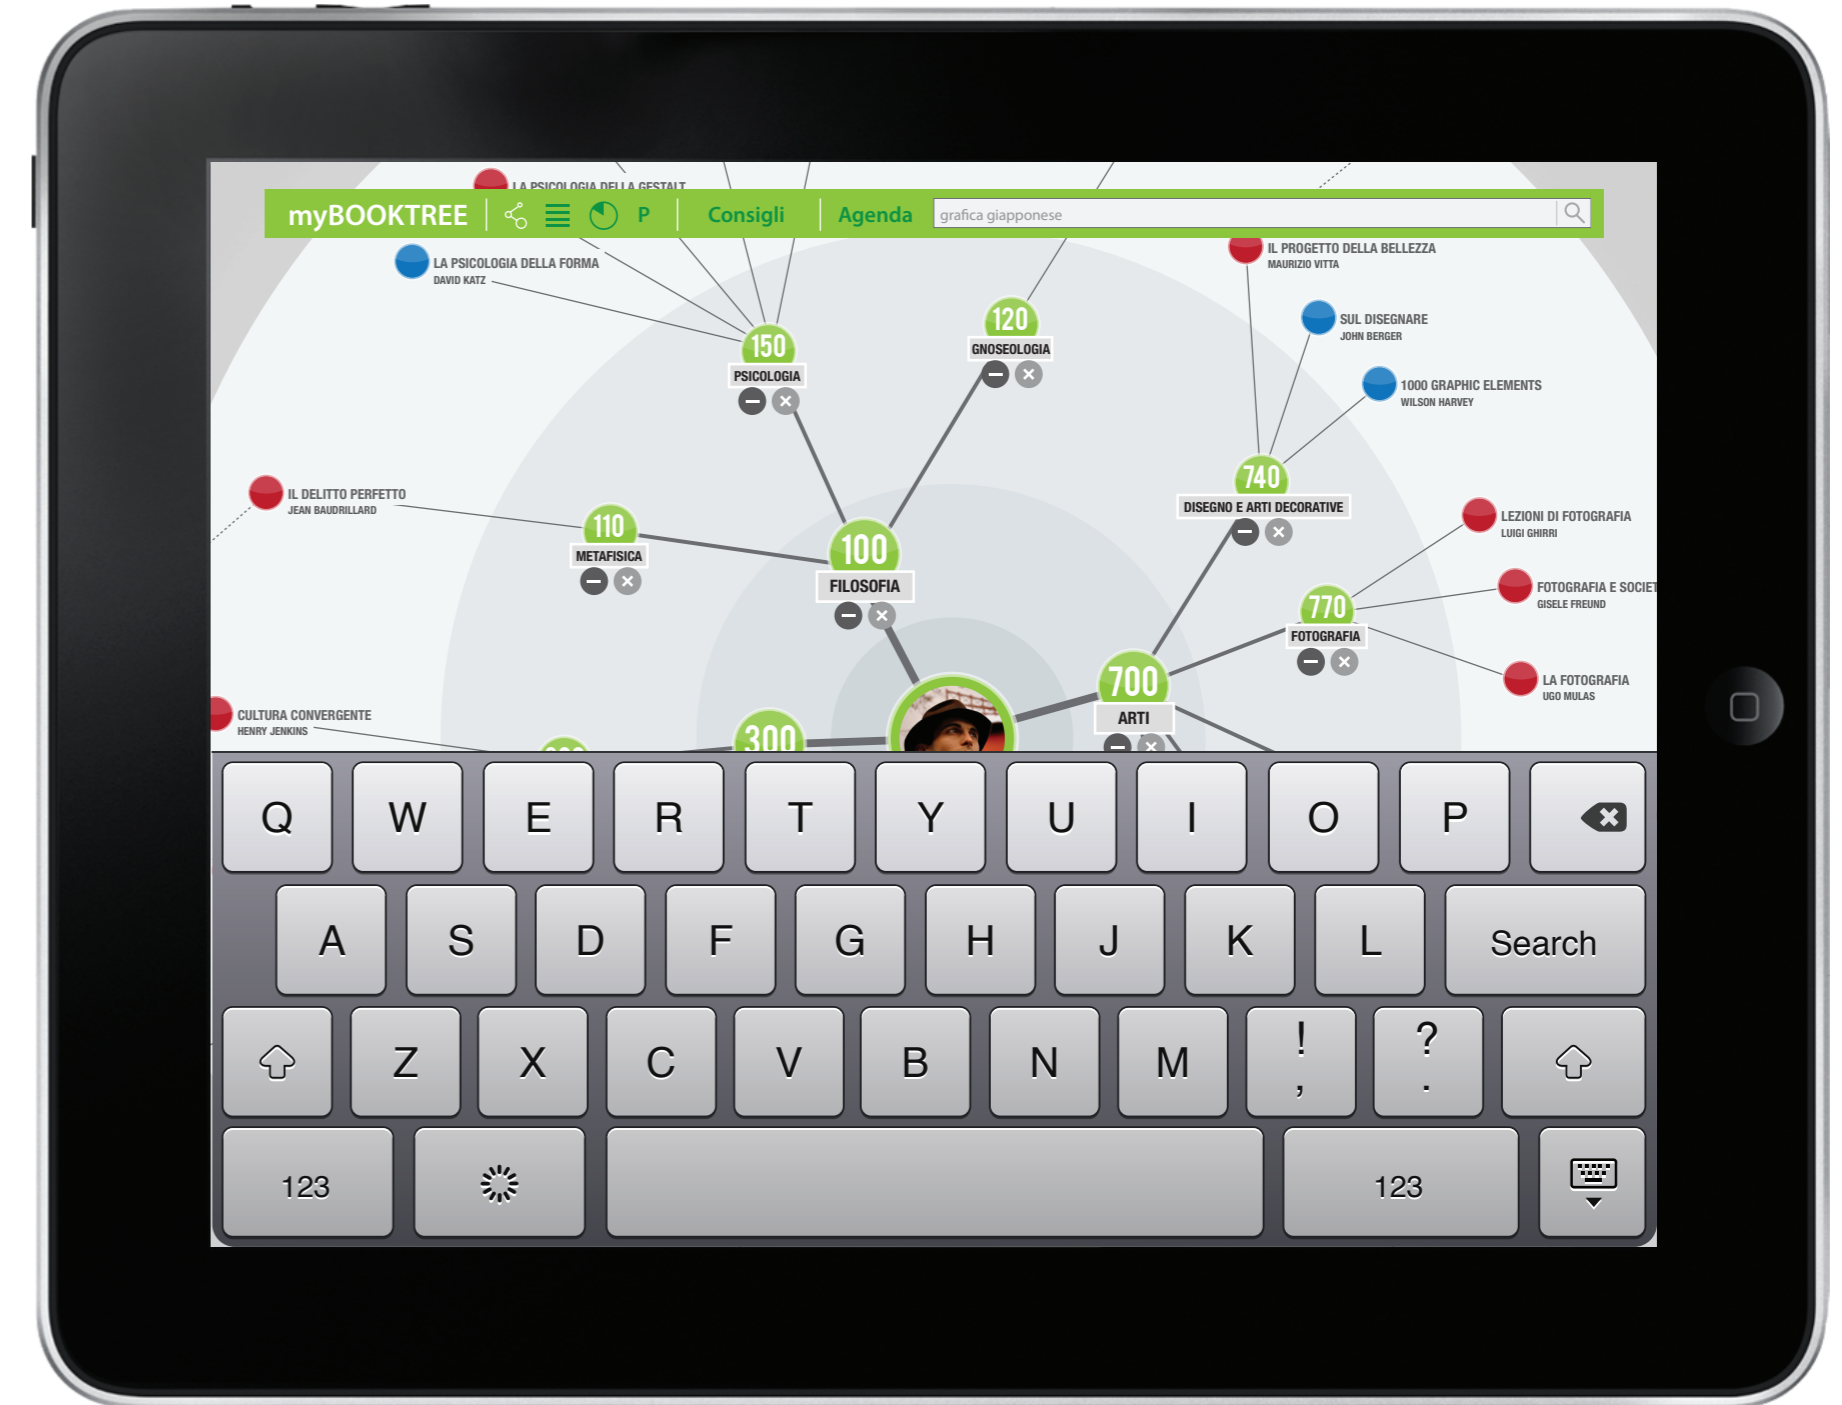 LA PSICOLOGIA DELLA GESTALT
myBOOKTREE P Consigli Agenda grafica giapponese
LA PSICOLOGIA DELLA FORMA
DAVID KATZ
IL PROGETTO DELLA BELLEZZA
MAURIZIO VITTA
120
GNOSEOLOGIA
SUL DISEGNARE
JOHN BERGER
150
PSICOLOGIA
1000 GRAPHIC ELEMENTS
WILSON HARVEY
740
DISEGNO E ARTI DECORATIVE
IL DELITTO PERFETTO
JEAN BAUDRILLARD
110
METAFISICA
LEZIONI DI FOTOGRAFIA
LUIGI GHIRRI
100
FILOSOFIA
FOTOGRAFIA E SOCIET
GISELE FREUND
770
FOTOGRAFIA
LA FOTOGRAFIA
UGO MULAS
700
ARTI
CULTURA CONVERGENTE
HENRY JENKINS
300
Q W E R T Y U I O P
A S D F G H J K L Search
Z X C V B N M ! , ? .
123 123